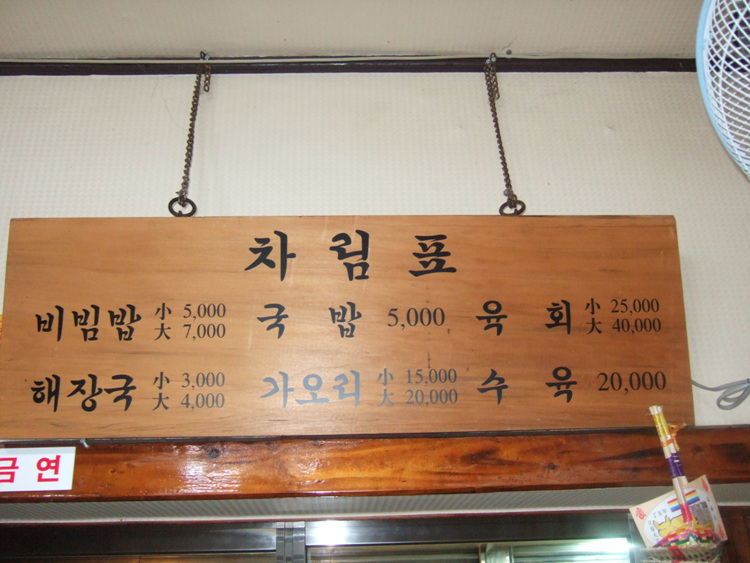 차림표
비빔밥 小 5,000 大 7,000 국밥 5,000 육회 小 25,000 大 40,000
해장국 小 3,000 大 4,000 가오리 小 15,000 大 20,000 수육 20,000
금연